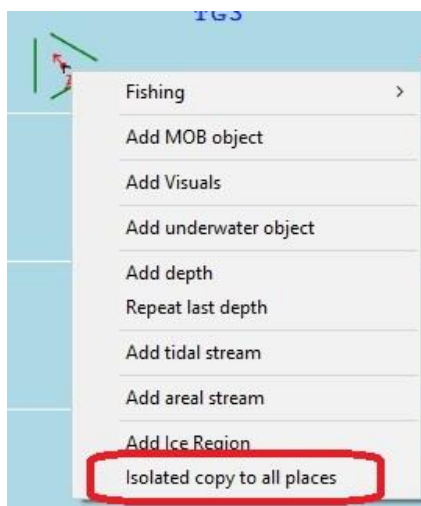 TG3
Fishing >
Add MOB object
Add Visuals
Add underwater object
Add depth
Repeat last depth
Add tidal stream
Add areal stream
Add Ice Region
Isolated copy to all places